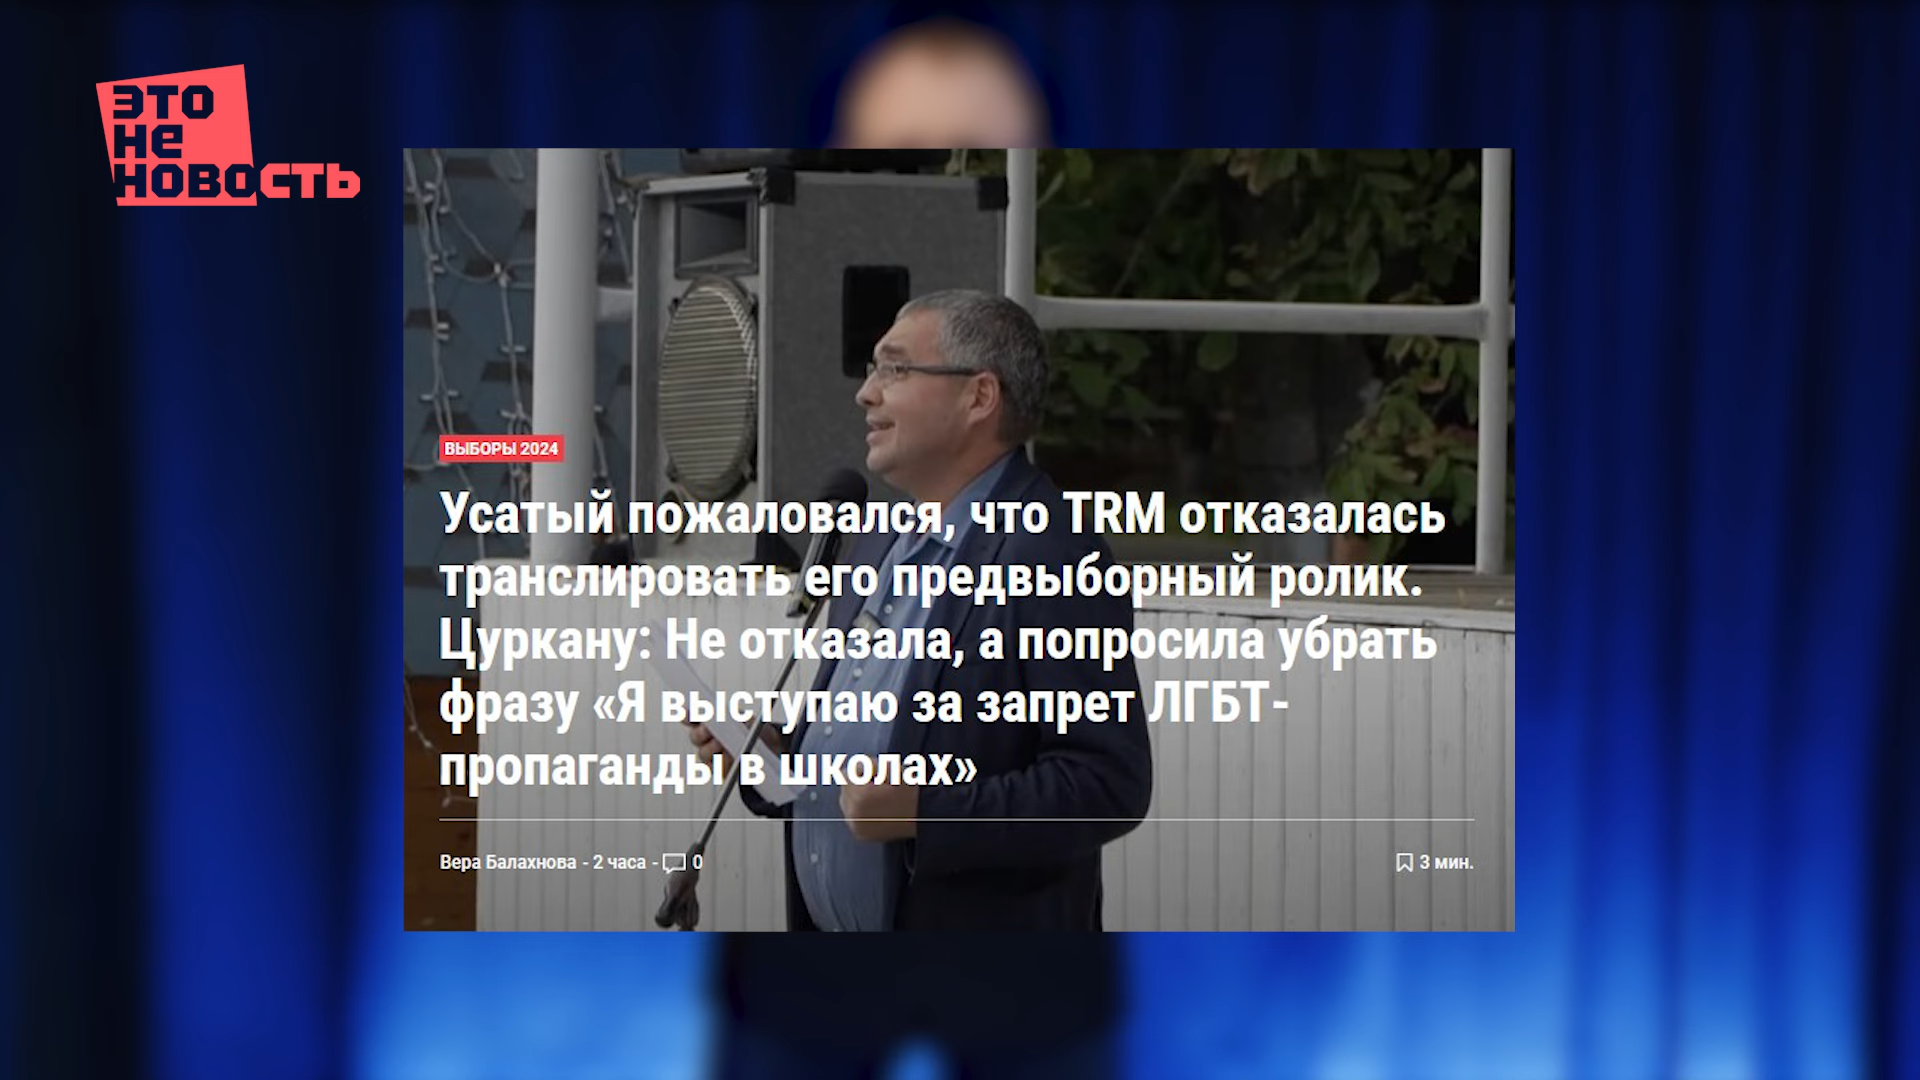 ЭТО
НЕ
НОВОСТЬ
ВЫБОРЫ 2024
Усатый пожаловался, что TRM отказалась
транслировать его предвыборный ролик.
Цуркану: Не отказала, а попросила убрать
фразу «Я выступаю за запрет ЛГБТ-
пропаганды в школах»
Вера Балахнова - 2 часа - 0
3 мин.